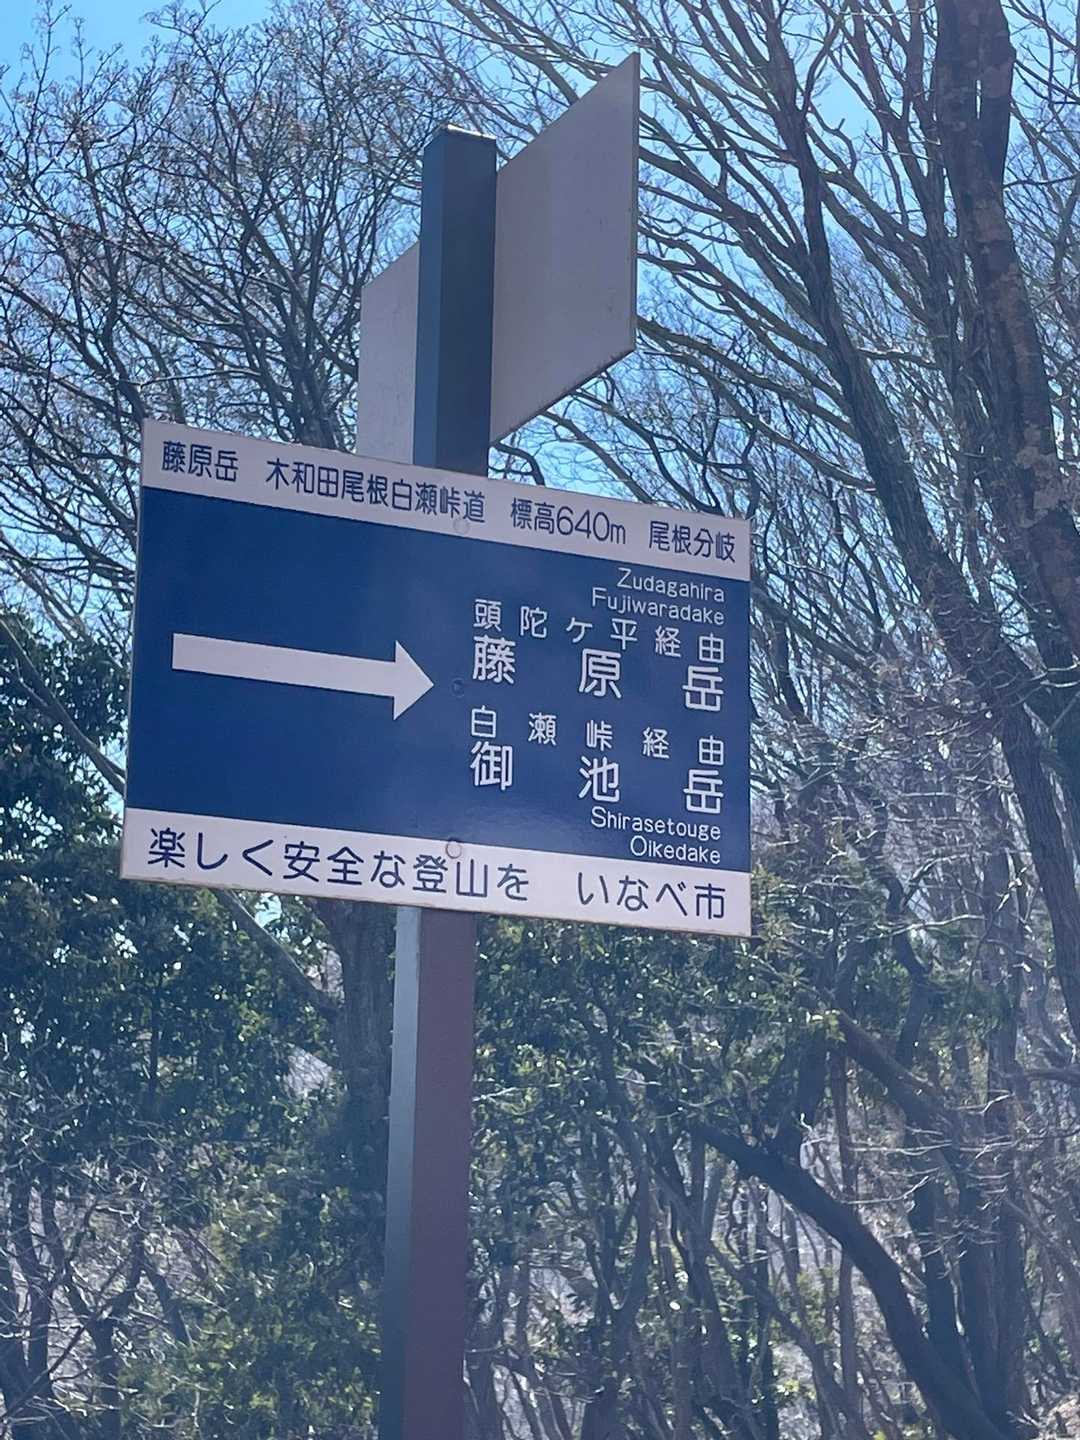 藤原岳 木和田尾根白瀬峠道 標高640m 尾根分岐
Zudagahira
Fujiwaradake
頭陀ケ平経由
藤原岳
白瀬峠経由
御池岳
Shirasetouge
Oikedake
楽しく安全な登山を いなべ市